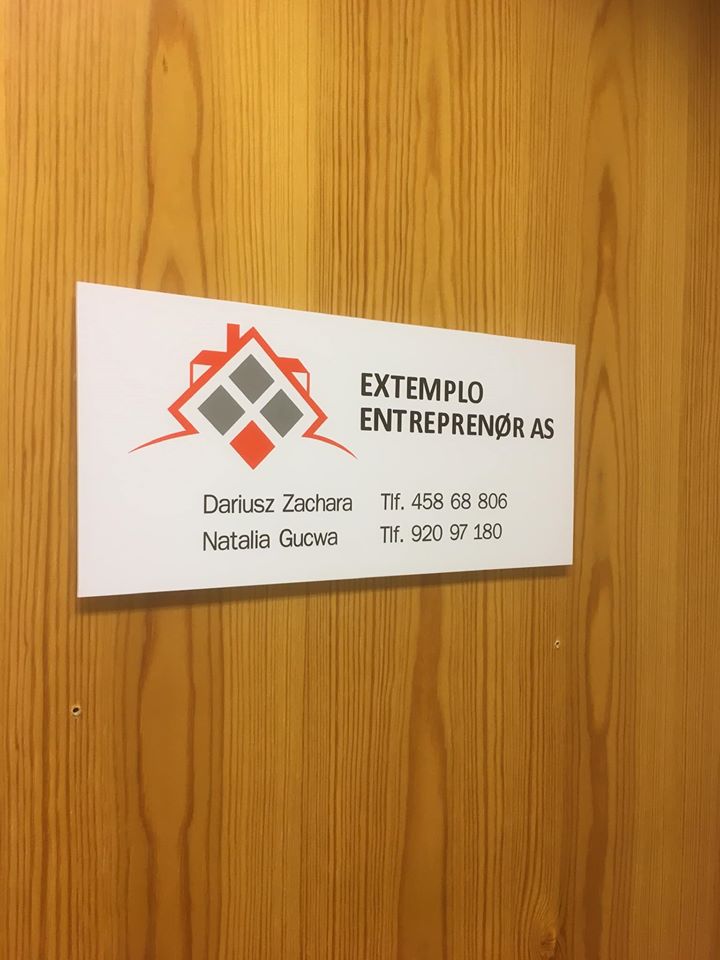 EXTEMPLO
ENTREPRENØR AS
Dariusz Zachara Tlf. 458 68 806
Natalia Gucwa Tlf. 920 97 180